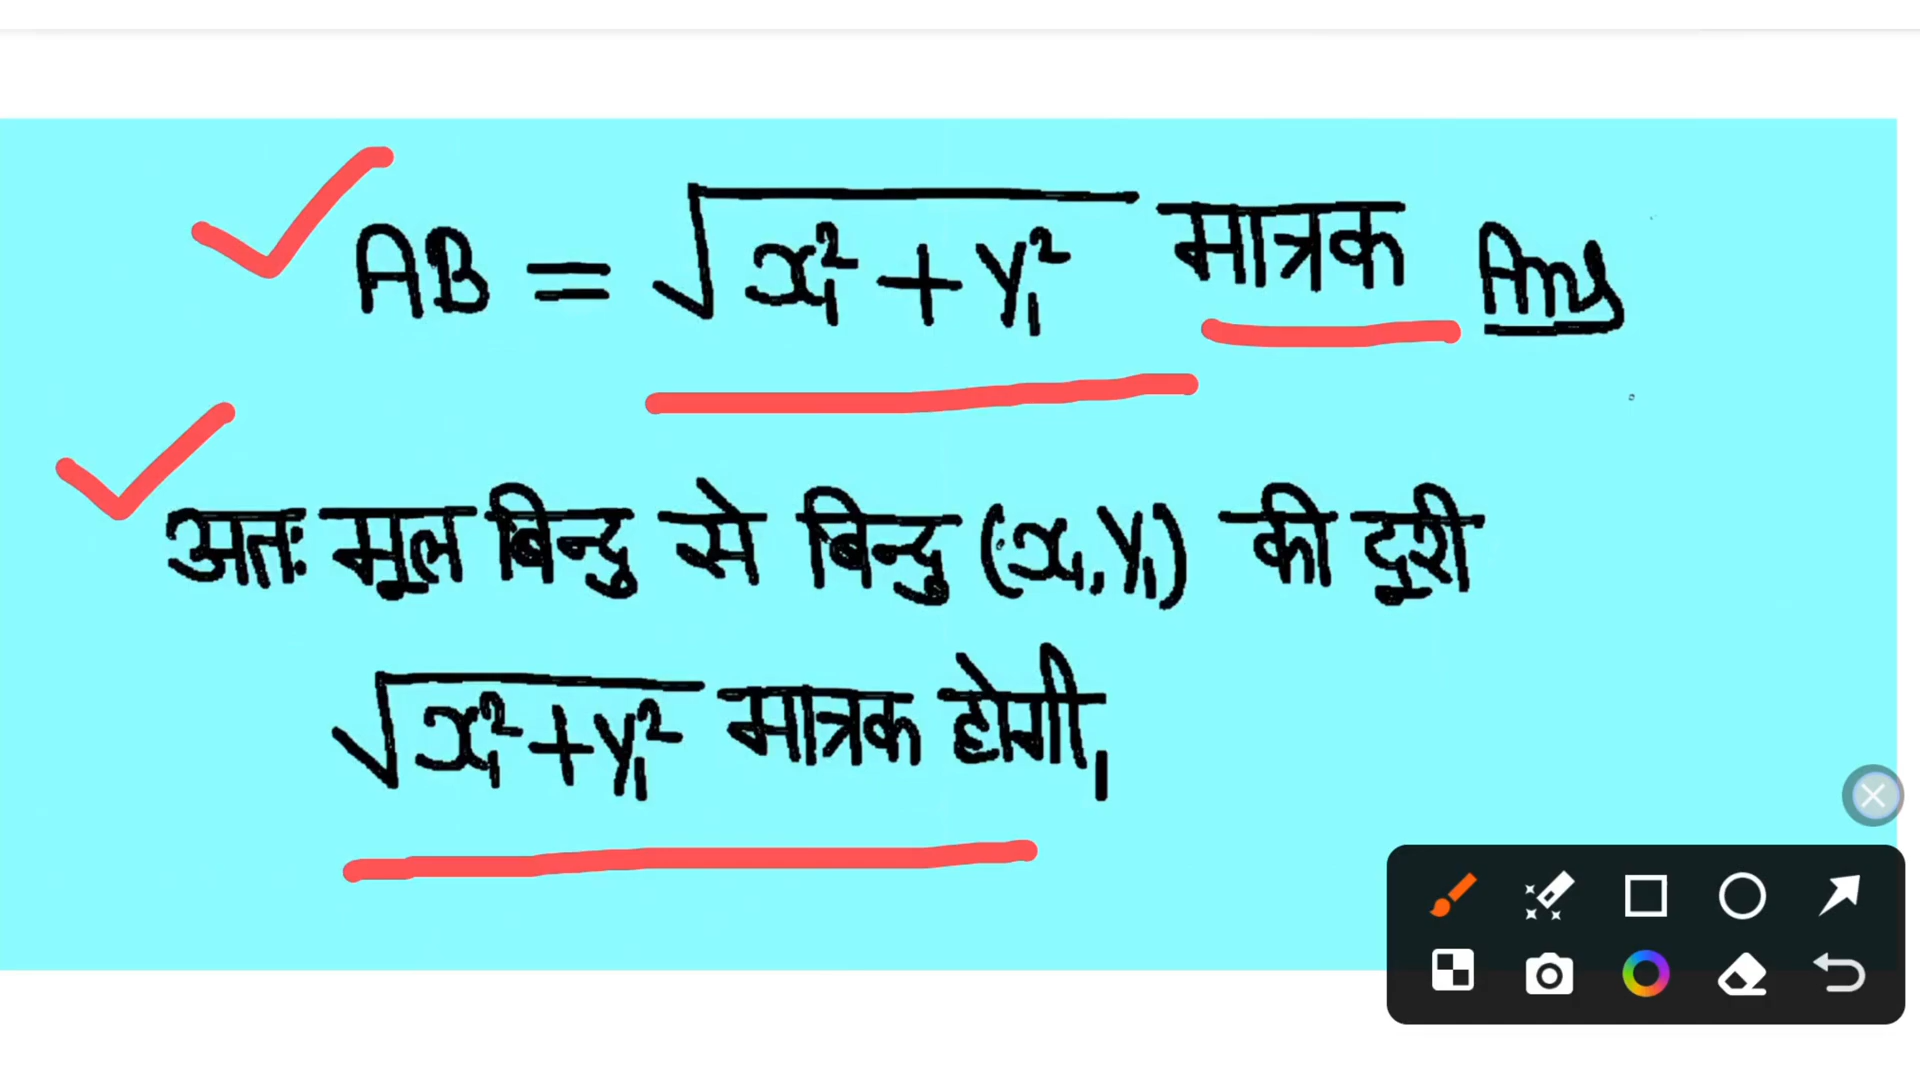 AB = √x₁² + y₁² मात्रक Ans
अतः मूल बिन्दु से बिन्दु (x₁, y₁) की दूरी
√x₁² + y₁² मात्रक होगी,